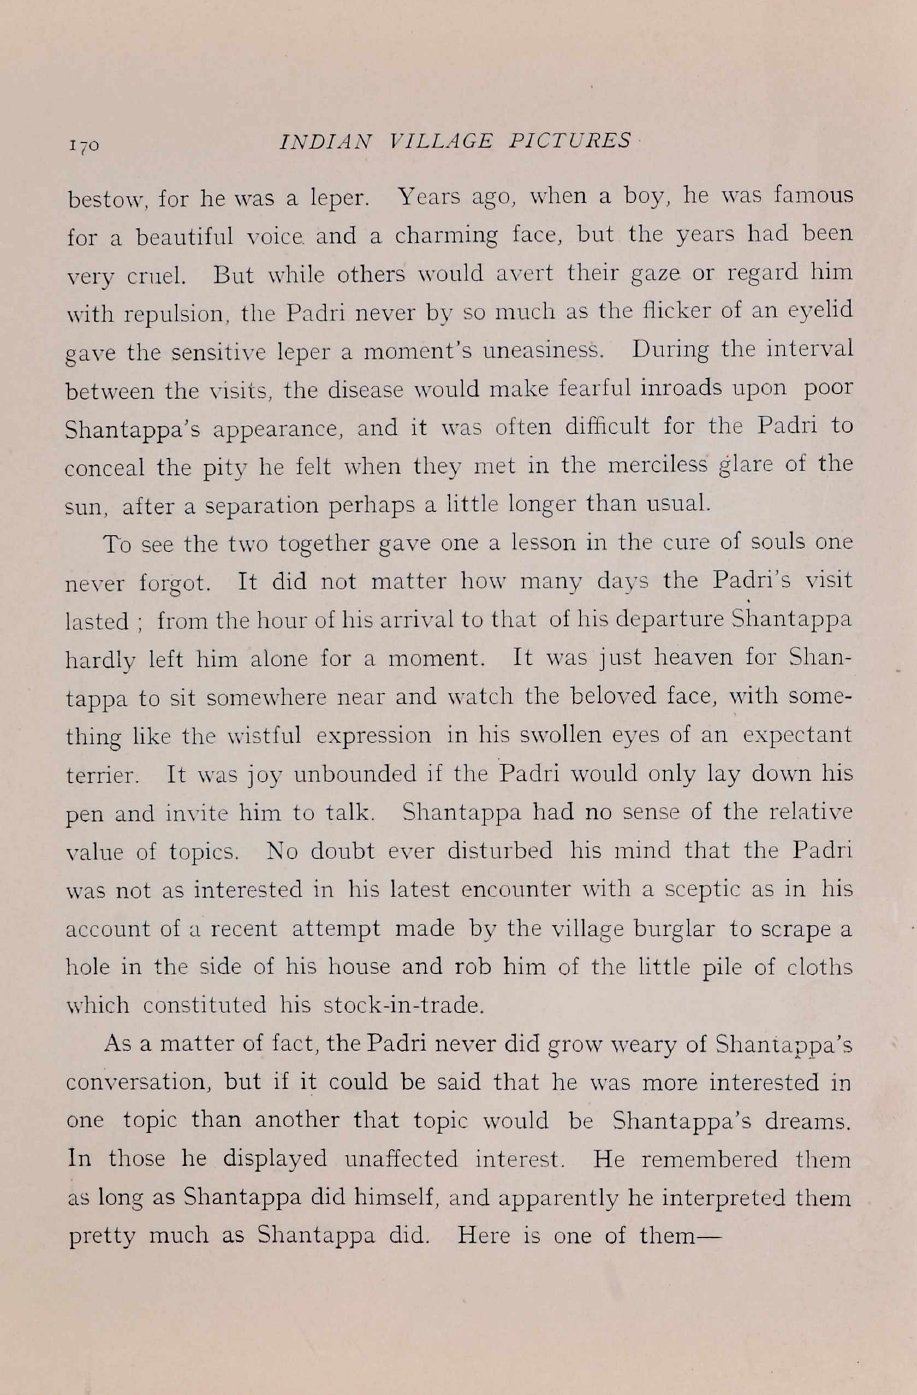 170 INDIAN VILLAGE PICTURES
bestow, for he was a leper. Years ago, when a boy, he was famous
for a beautiful voice and a charming face, but the years had been
very cruel. But while others would avert their gaze or regard him
with repulsion, the Padri never by so much as the flicker of an eyelid
gave the sensitive leper a moment's uneasiness. During the interval
between the visits, the disease would make fearful inroads upon poor
Shantappa's appearance, and it was often difficult for the Padri to
conceal the pity he felt when they met in the merciless glare of the
sun, after a separation perhaps a little longer than usual.
To see the two together gave one a lesson in the cure of souls one
never forgot. It did not matter how many days the Padri's visit
lasted ; from the hour of his arrival to that of his departure Shantappa
hardly left him alone for a moment. It was just heaven for Shan-
tappa to sit somewhere near and watch the beloved face, with some-
thing like the wistful expression in his swollen eyes of an expectant
terrier. It was joy unbounded if the Padri would only lay down his
pen and invite him to talk. Shantappa had no sense of the relative
value of topics. No doubt ever disturbed his mind that the Padri
was not as interested in his latest encounter with a sceptic as in his
account of a recent attempt made by the village burglar to scrape a
hole in the side of his house and rob him of the little pile of cloths
which constituted his stock-in-trade.
As a matter of fact, the Padri never did grow weary of Shantappa's
conversation, but if it could be said that he was more interested in
one topic than another that topic would be Shantappa's dreams.
In those he displayed unaffected interest. He remembered them
as long as Shantappa did himself, and apparently he interpreted them
pretty much as Shantappa did. Here is one of them—